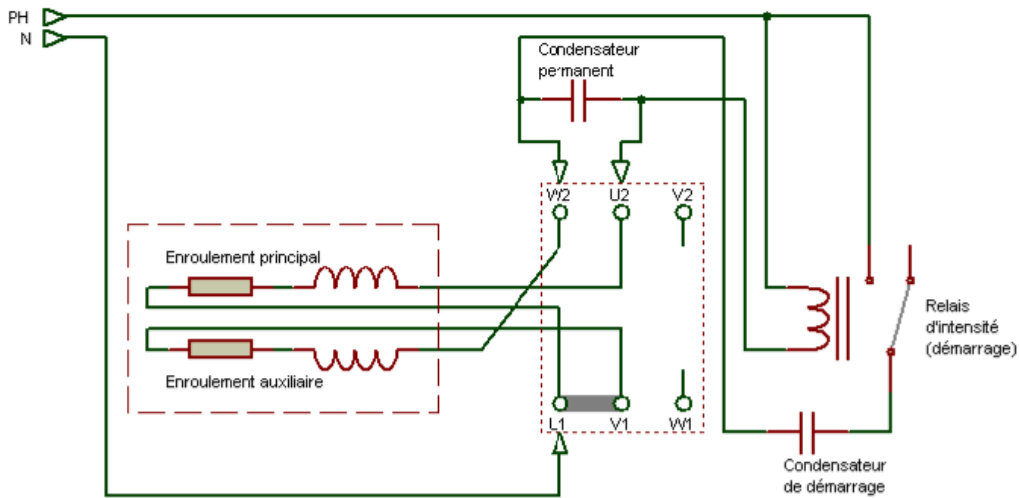 PH
N
Condensateur
permanent
W2
U2
V2
Enroulement principal
Enroulement auxiliaire
L1
V1
W1
Relais
d'intensité
(démarrage)
Condensateur
de démarrage